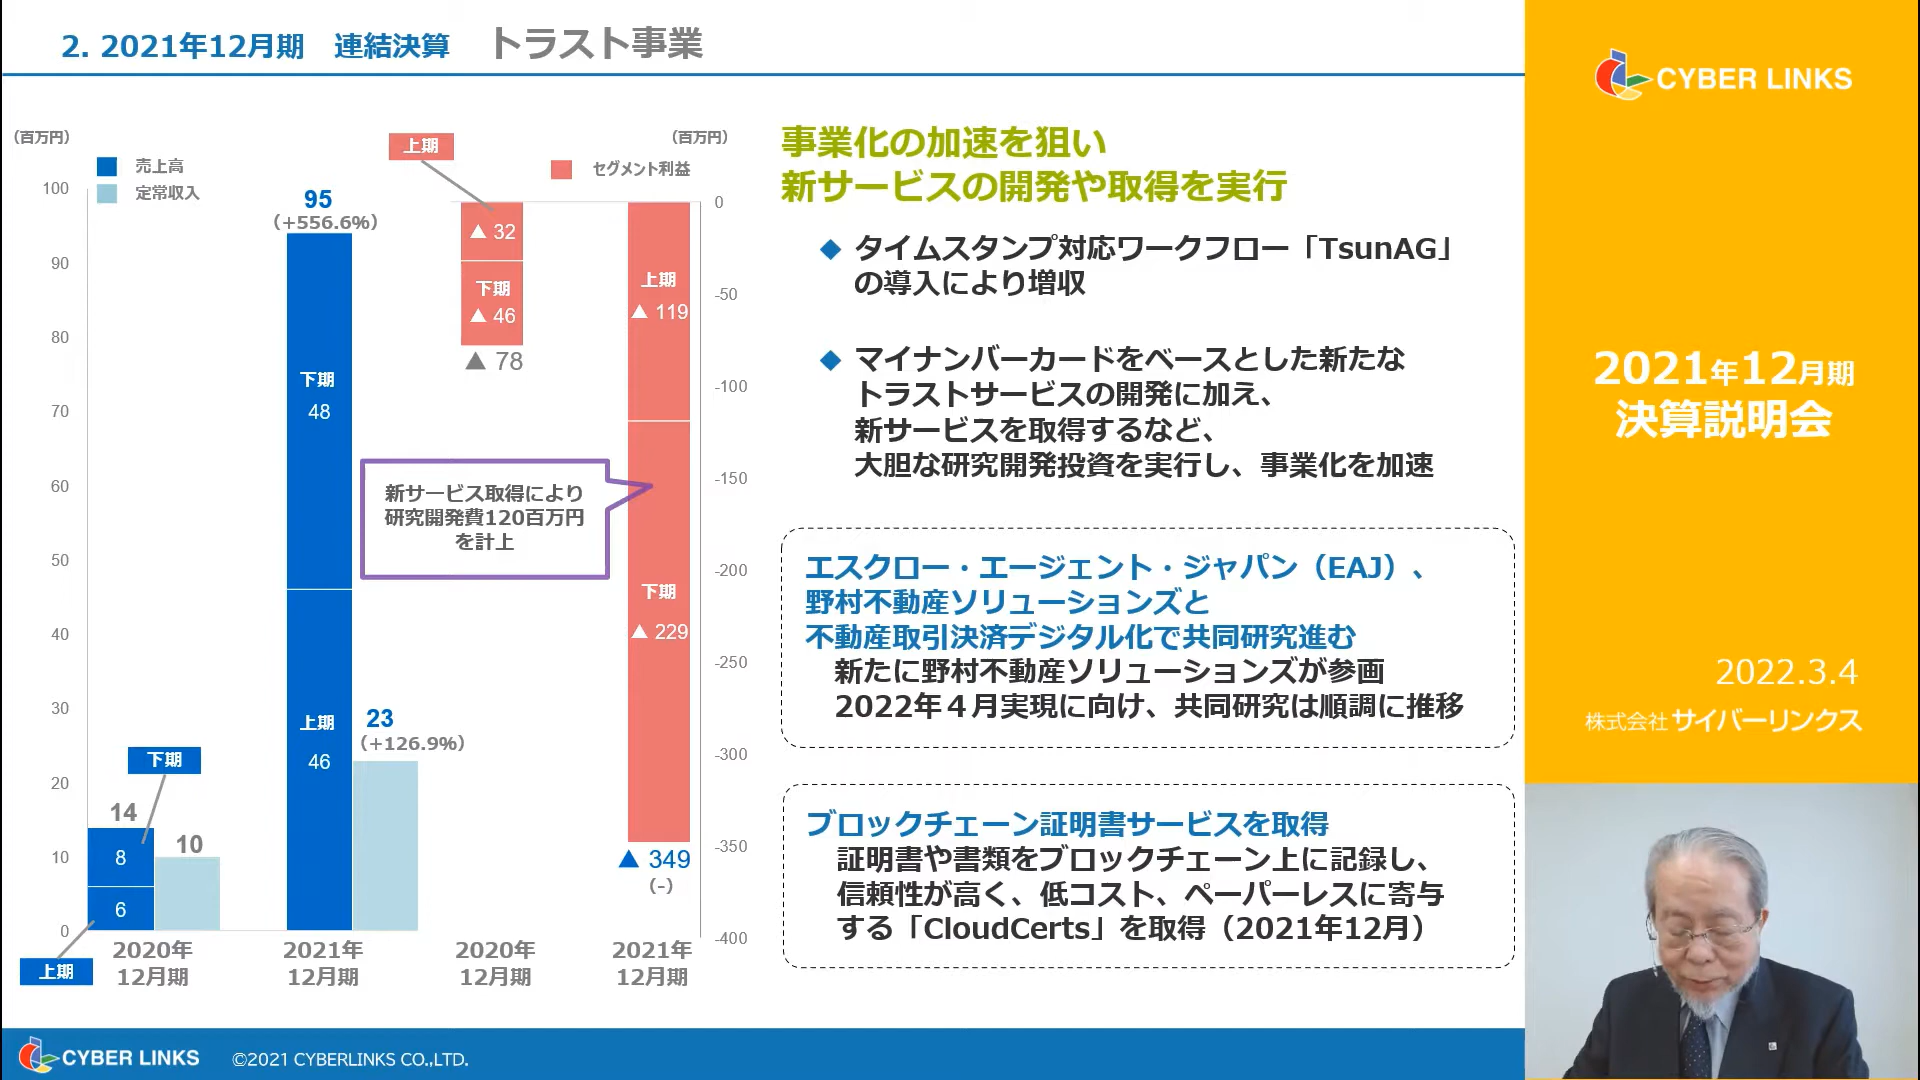 2. 2021年12月期 連結決算 トラスト事業
（百万円）
売上高
定常収入
100
90
80
70
60
50
40
30
20
10
0
14
8
6
下期
上期
10
95
（+556.6%）
下期
48
上期
46
23
（+126.9%）
2020年
12月期
2021年
12月期
（百万円）
セグメント利益
上期
▲ 32
下期
▲ 46
▲ 78
上期
▲ 119
下期
▲ 229
▲ 349
（-）
新サービス取得により
研究開発費120百万円
を計上
0
-50
-100
-150
-200
-250
-300
-350
-400
2020年
12月期
2021年
12月期
事業化の加速を狙い
新サービスの開発や取得を実行
◆ タイムスタンプ対応ワークフロー「TsunAG」
の導入により増収
◆ マイナンバーカードをベースとした新たな
トラストサービスの開発に加え、
新サービスを取得するなど、
大胆な研究開発投資を実行し、事業化を加速
エスクロー・エージェント・ジャパン（EAJ）、
野村不動産ソリューションズと
不動産取引決済デジタル化で共同研究進む
新たに野村不動産ソリューションズが参画
2022年４月実現に向け、共同研究は順調に推移
ブロックチェーン証明書サービスを取得
証明書や書類をブロックチェーン上に記録し、
信頼性が高く、低コスト、ペーパーレスに寄与
する「CloudCerts」を取得（2021年12月）
CYBER LINKS
©2021 CYBERLINKS CO.,LTD.
CYBER LINKS
2021年12月期
決算説明会
2022.3.4
株式会社 サイバーリンクス